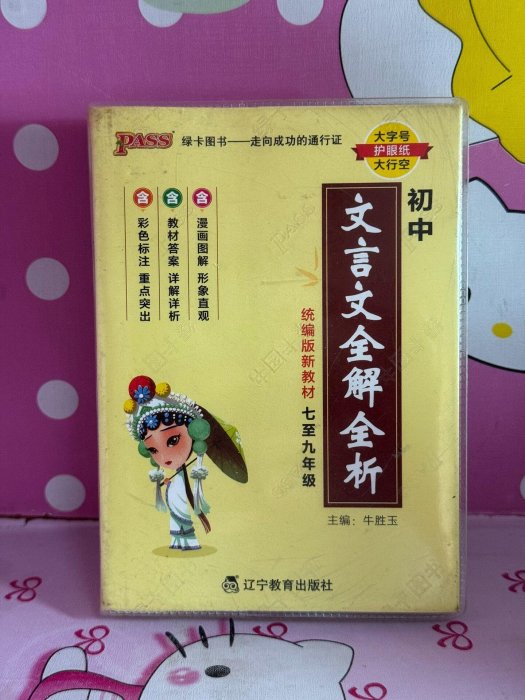 PASS 绿卡图书——走向成功的通行证
大字号
护眼纸
大行空
初中
文言文全解全析
统编版新教材 七至九年级
主编：牛胜玉
含 漫画图解 形象直观
含 教材答案 详解详析
含 彩色标注 重点突出
辽宁教育出版社